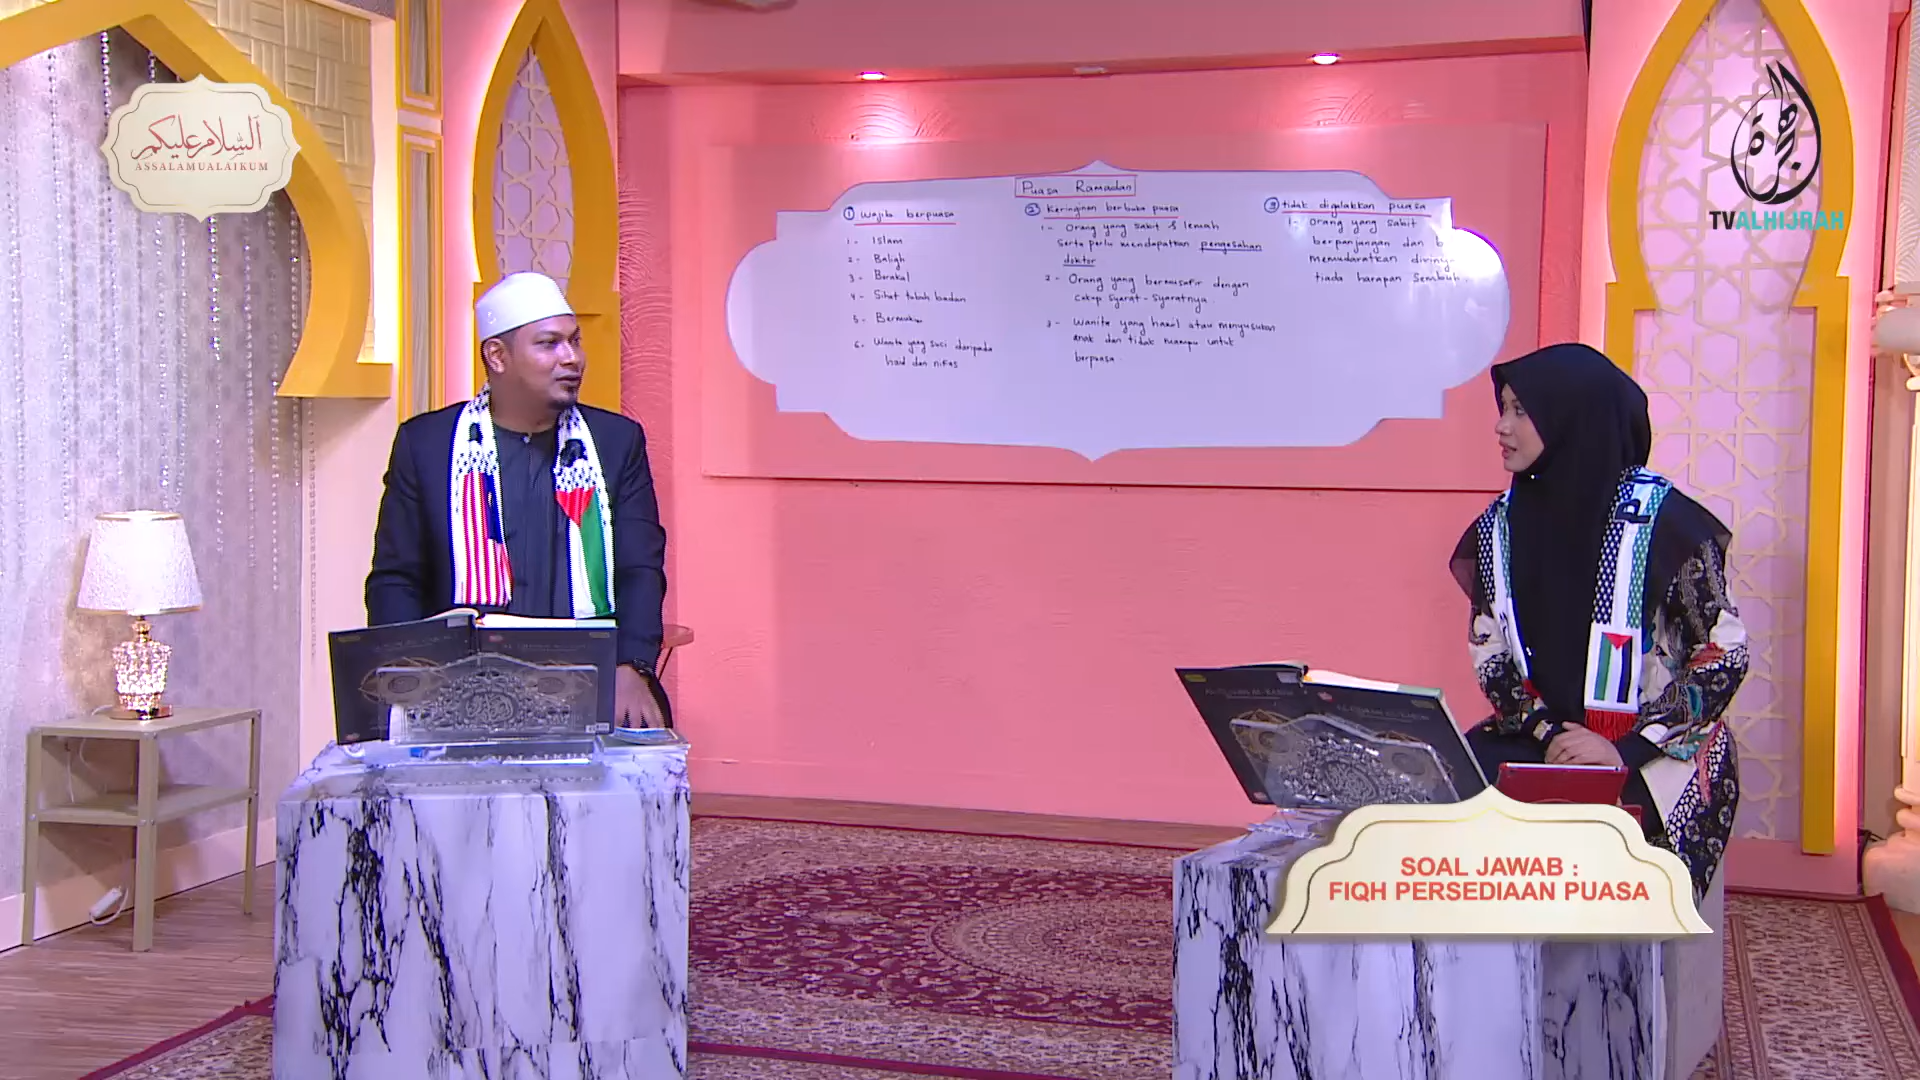 السلام عليكم
ASSALAMUALAIKUM
هجرة
TVALHIJRAH
Puasa Ramadan
① Wajib berpuasa
1- Islam
2- Baligh
3- Berakal
4- Sihat tubuh badan
5- Bermukim
6- Wanita yang suci daripada
haid dan nifas
② Keringinan berbuka puasa
1- Orang yang sakit & lemah
serta perlu mendapatkan pengesahan
doktor
2- Orang yang bermusafir dengan
cukup syarat-syaratnya.
3- Wanita yang hamil atau menyusukan
anak dan tidak mampu untuk
berpuasa.
③ tidak digalakkan puasa
1- Orang yang sakit
berpanjangan dan
memudaratkan
tiada harapan sembuh.
SOAL JAWAB :
FIQH PERSEDIAAN PUASA